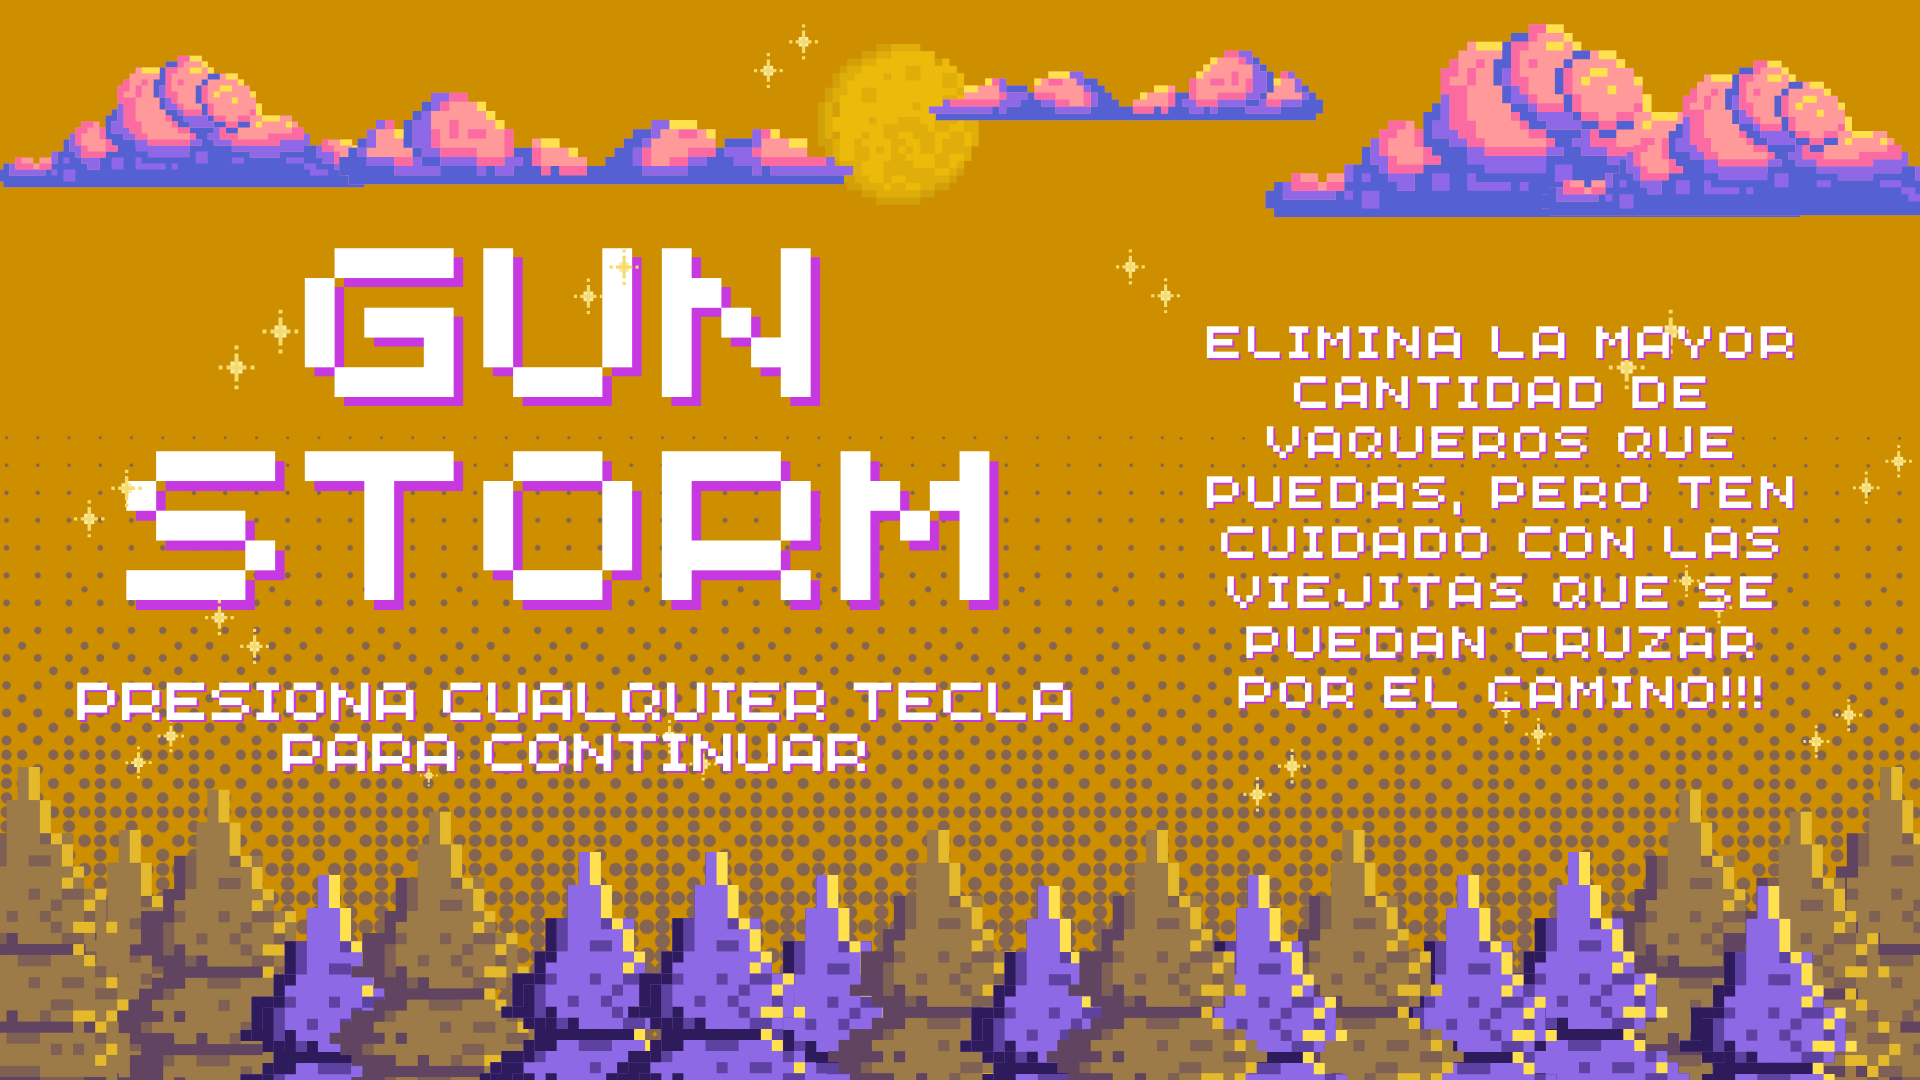 GUN
STORM
PRESIONA CUALQUIER TECLA
PARA CONTINUAR
ELIMINA LA MAYOR
CANTIDAD DE
VAQUEROS QUE
PUEDAS, PERO TEN
CUIDADO CON LAS
VIEJITAS QUE SE
PUEDAN CRUZAR
POR EL CAMINO!!!